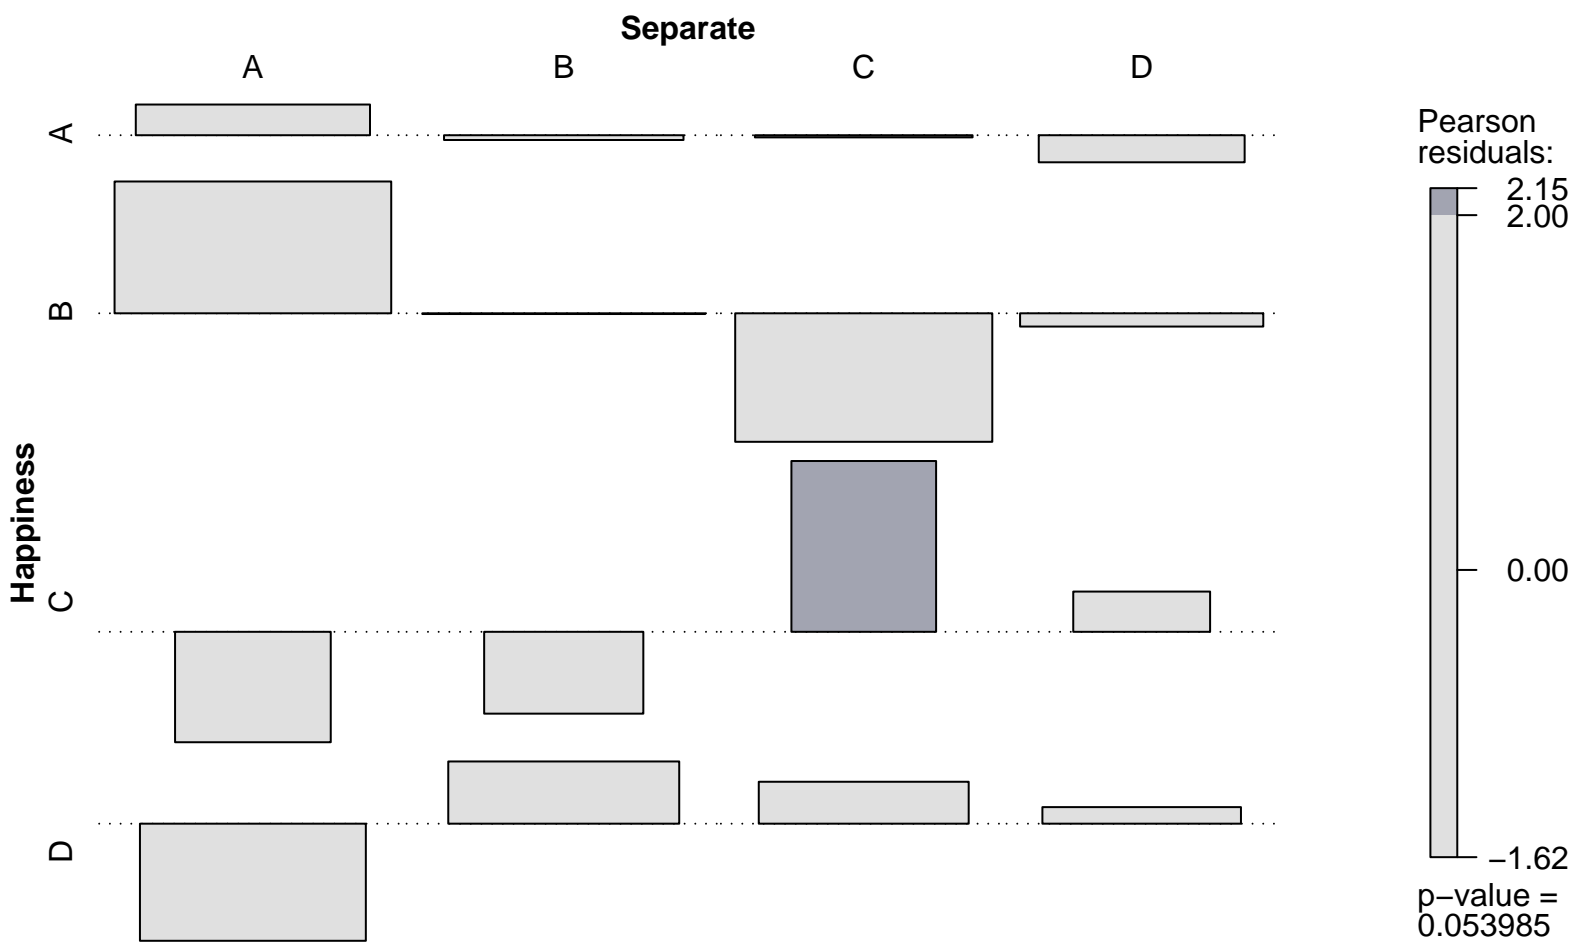 Separate
A B C D
Happiness
A
B
C
D
Pearson
residuals:
2.15
2.00
0.00
−1.62
p−value =
0.053985